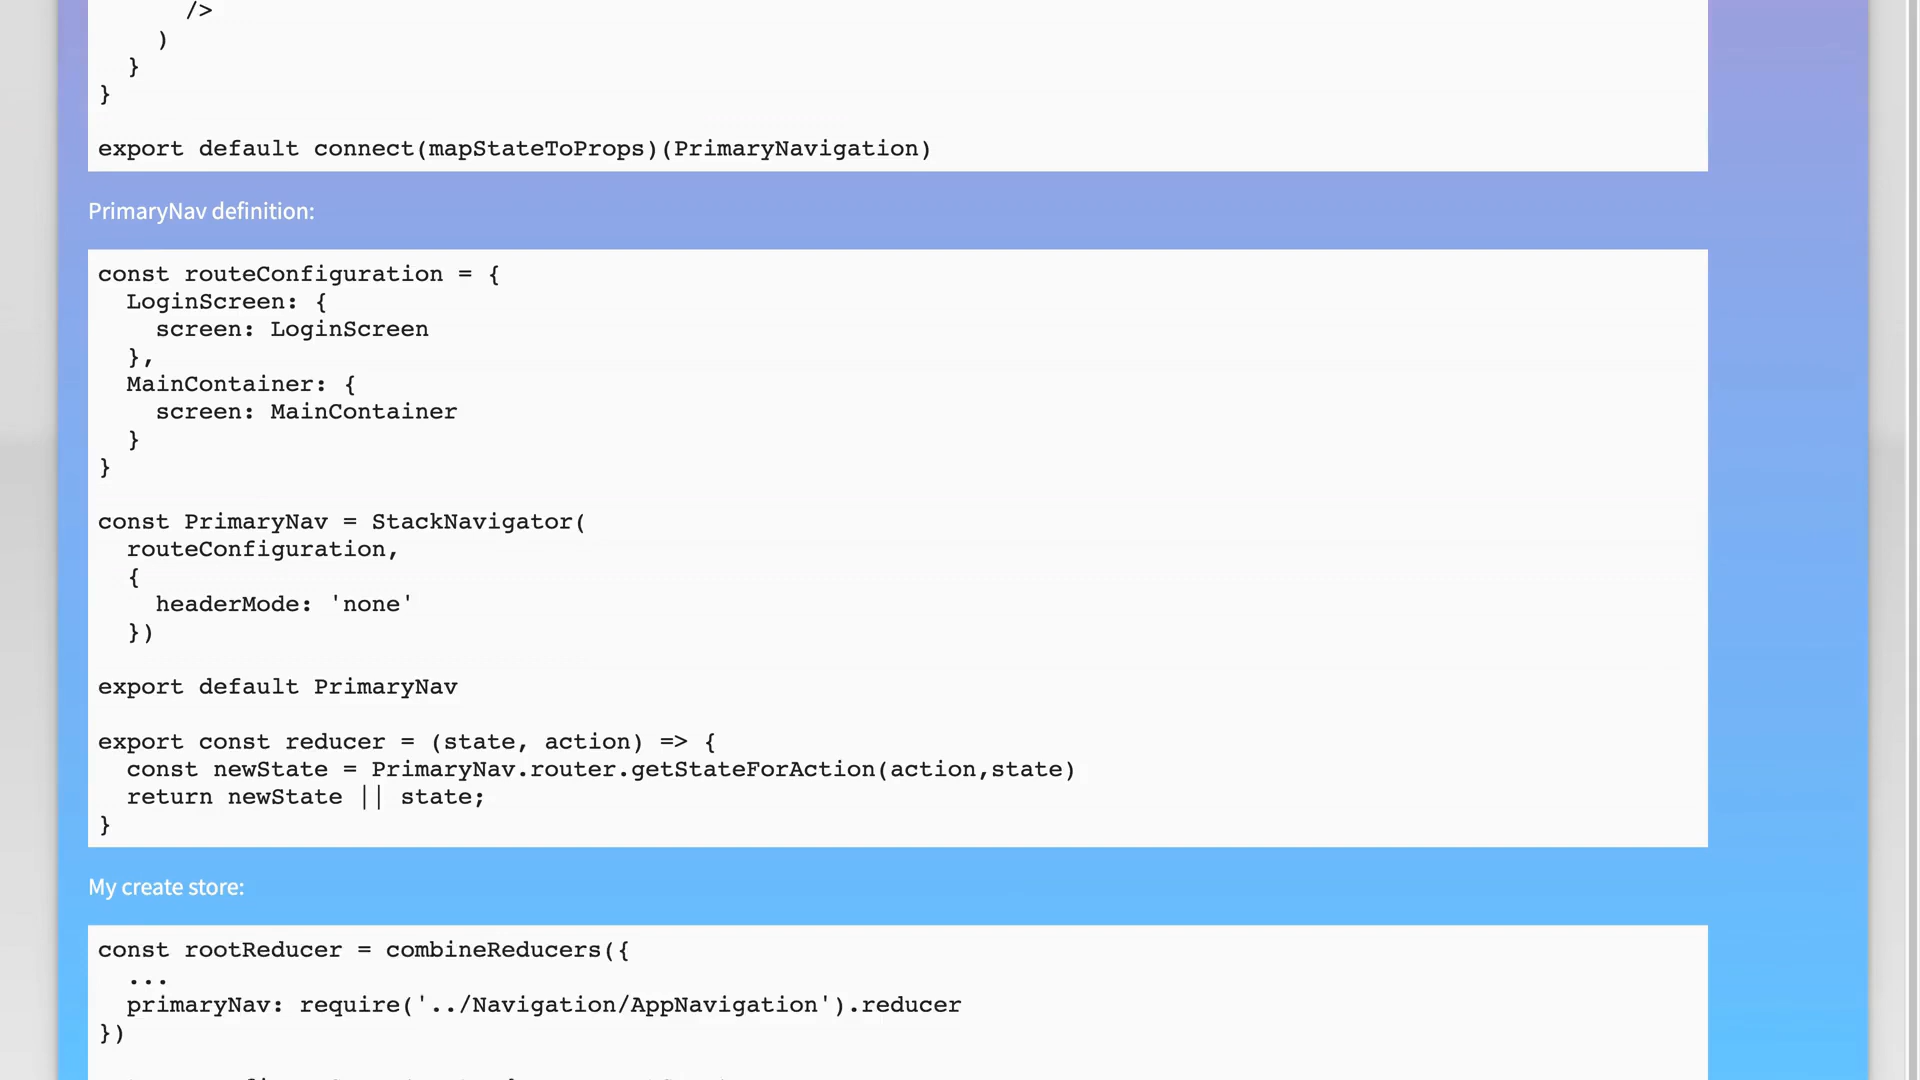 />
)
}
}
export default connect(mapStateToProps)(PrimaryNavigation)
PrimaryNav definition:
const routeConfiguration = {
LoginScreen: {
screen: LoginScreen
},
MainContainer: {
screen: MainContainer
}
}
const PrimaryNav = StackNavigator(
routeConfiguration,
{
headerMode: 'none'
})
export default PrimaryNav
export const reducer = (state, action) => {
const newState = PrimaryNav.router.getStateForAction(action,state)
return newState || state;
}
My create store:
const rootReducer = combineReducers({
...
primaryNav: require('../Navigation/AppNavigation').reducer
})